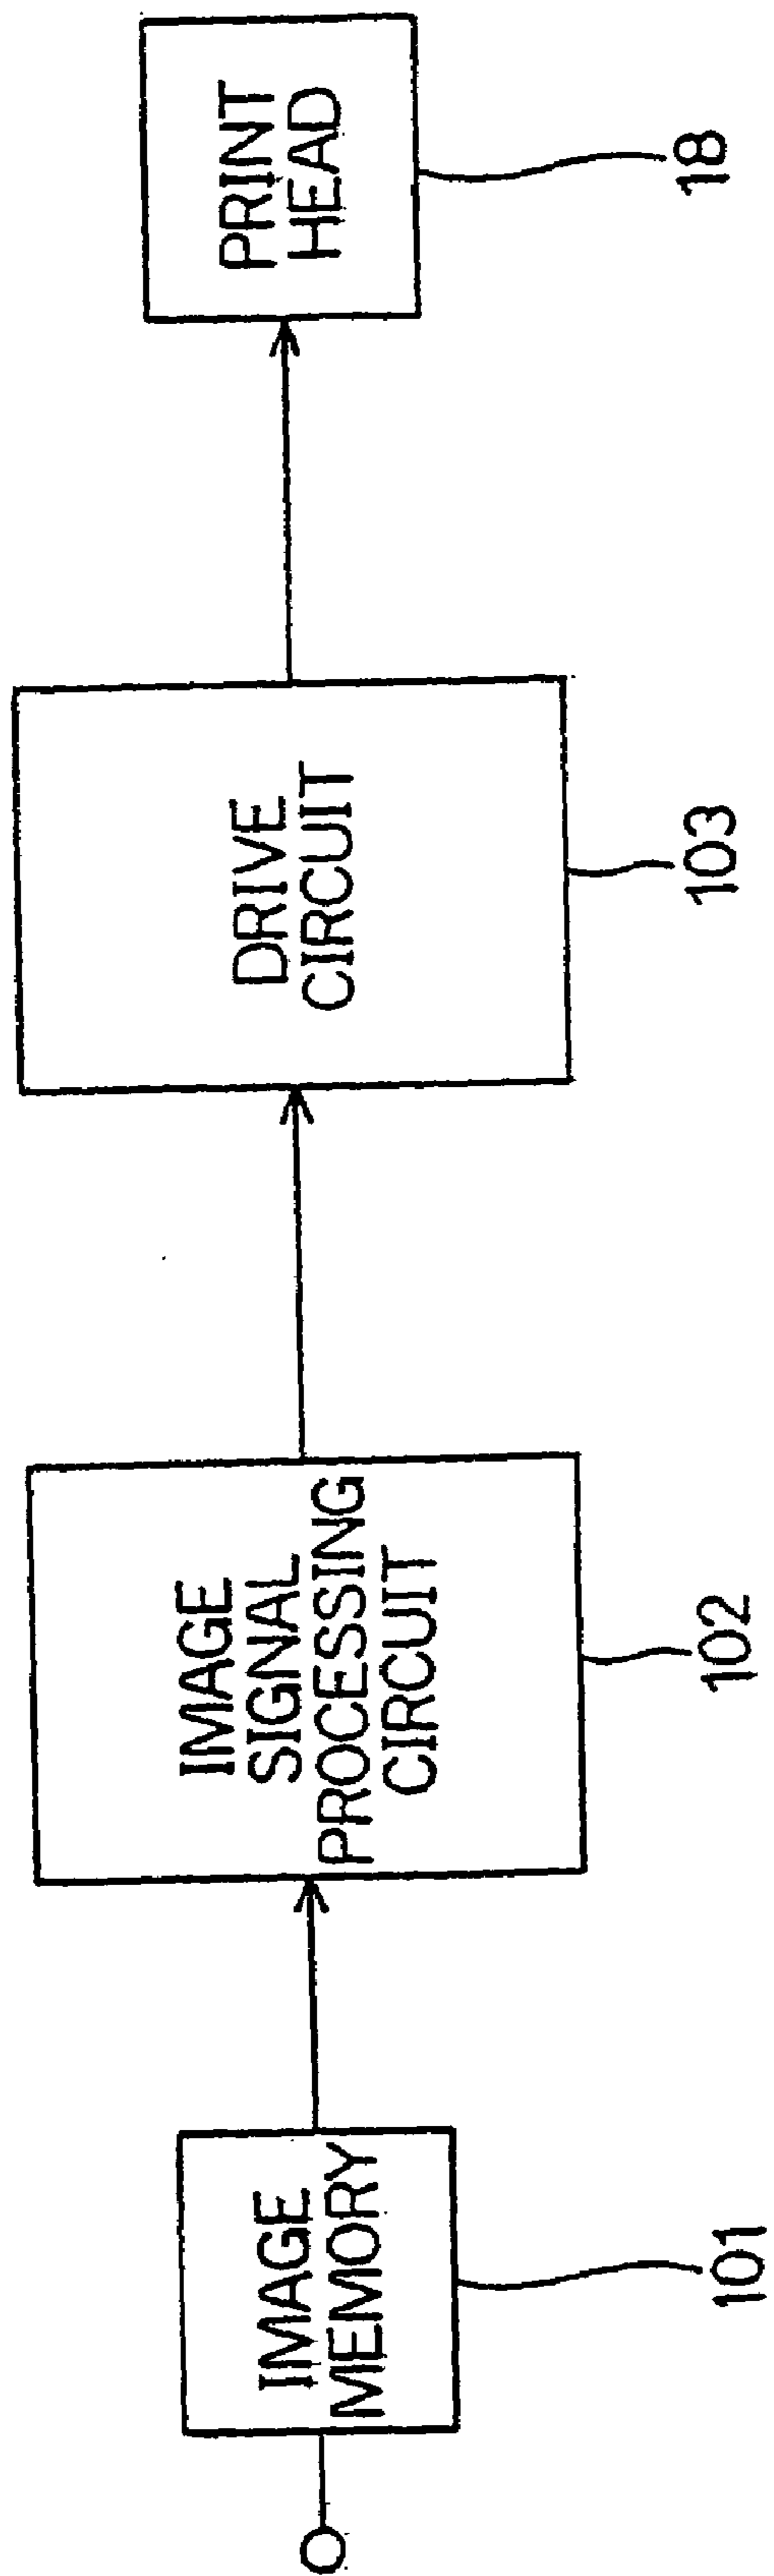 IMAGE
MEMORY
101
IMAGE
SIGNAL
PROCESSING
CIRCUIT
102
DRIVE
CIRCUIT
103
PRINT
HEAD
18